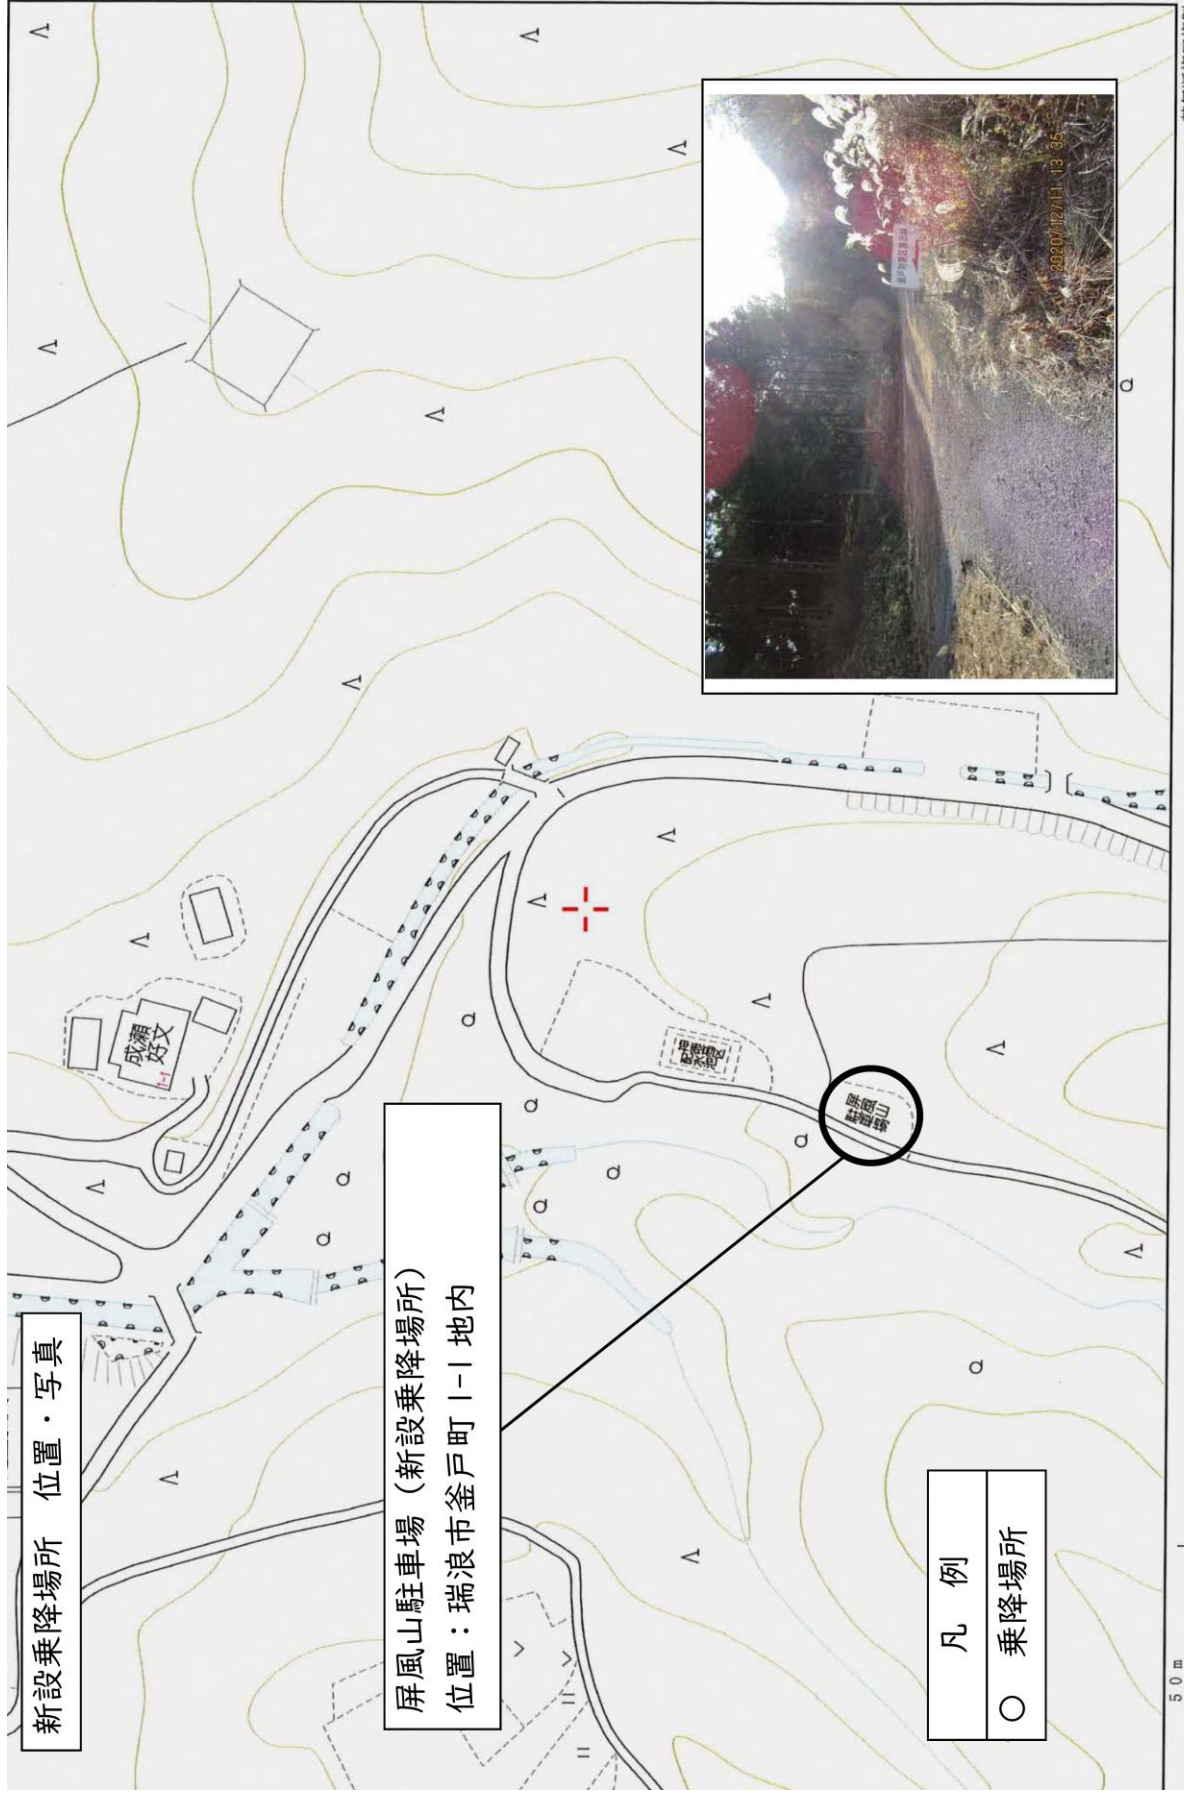 新設乗降場所　位置・写真
屏風山駐車場（新設乗降場所）
位置：瑞浪市釜戸町 1-1 地内
成瀬
好文
1-1
配水池
屏風山
駐車場
2020/12/11 13:35
凡　例
○　乗降場所
50m